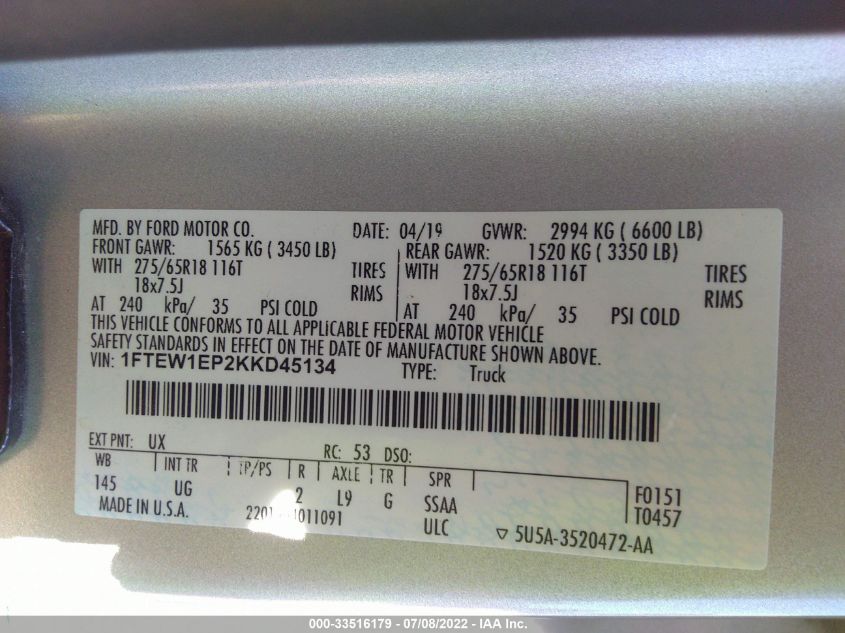 MFD. BY FORD MOTOR CO. DATE: 04/19 GVWR: 2994 KG ( 6600 LB)
FRONT GAWR: 1565 KG ( 3450 LB) REAR GAWR: 1520 KG ( 3350 LB)
WITH 275/65R18 116T TIRES WITH 275/65R18 116T TIRES
18x7.5J RIMS 18x7.5J RIMS
AT 240 kPa/ 35 PSI COLD AT 240 kPa/ 35 PSI COLD
THIS VEHICLE CONFORMS TO ALL APPLICABLE FEDERAL MOTOR VEHICLE
SAFETY STANDARDS IN EFFECT ON THE DATE OF MANUFACTURE SHOWN ABOVE.
VIN: 1FTEW1EP2KKD45134 TYPE: Truck
EXT PNT: UX RC: 53 DSO:
WB INT TR TP/PS R AXLE TR SPR
145 UG 2 L9 G SSAA F0151
T0457
MADE IN U.S.A. ULC ▽ 5U5A-3520472-AA
000-33516179 - 07/08/2022 - IAA Inc.